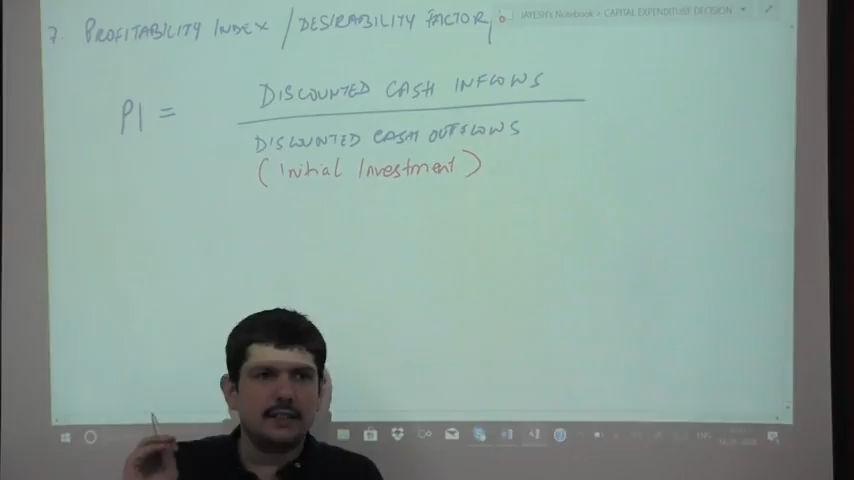 7. PROFITABILITY INDEX / DESIRABILITY FACTOR,
JAYESH's Notebook > CAPITAL EXPENDITURE DECISION
PI = DISCOUNTED CASH INFLOWS
DISCOUNTED CASH OUTFLOWS
(Initial Investment)
ENG